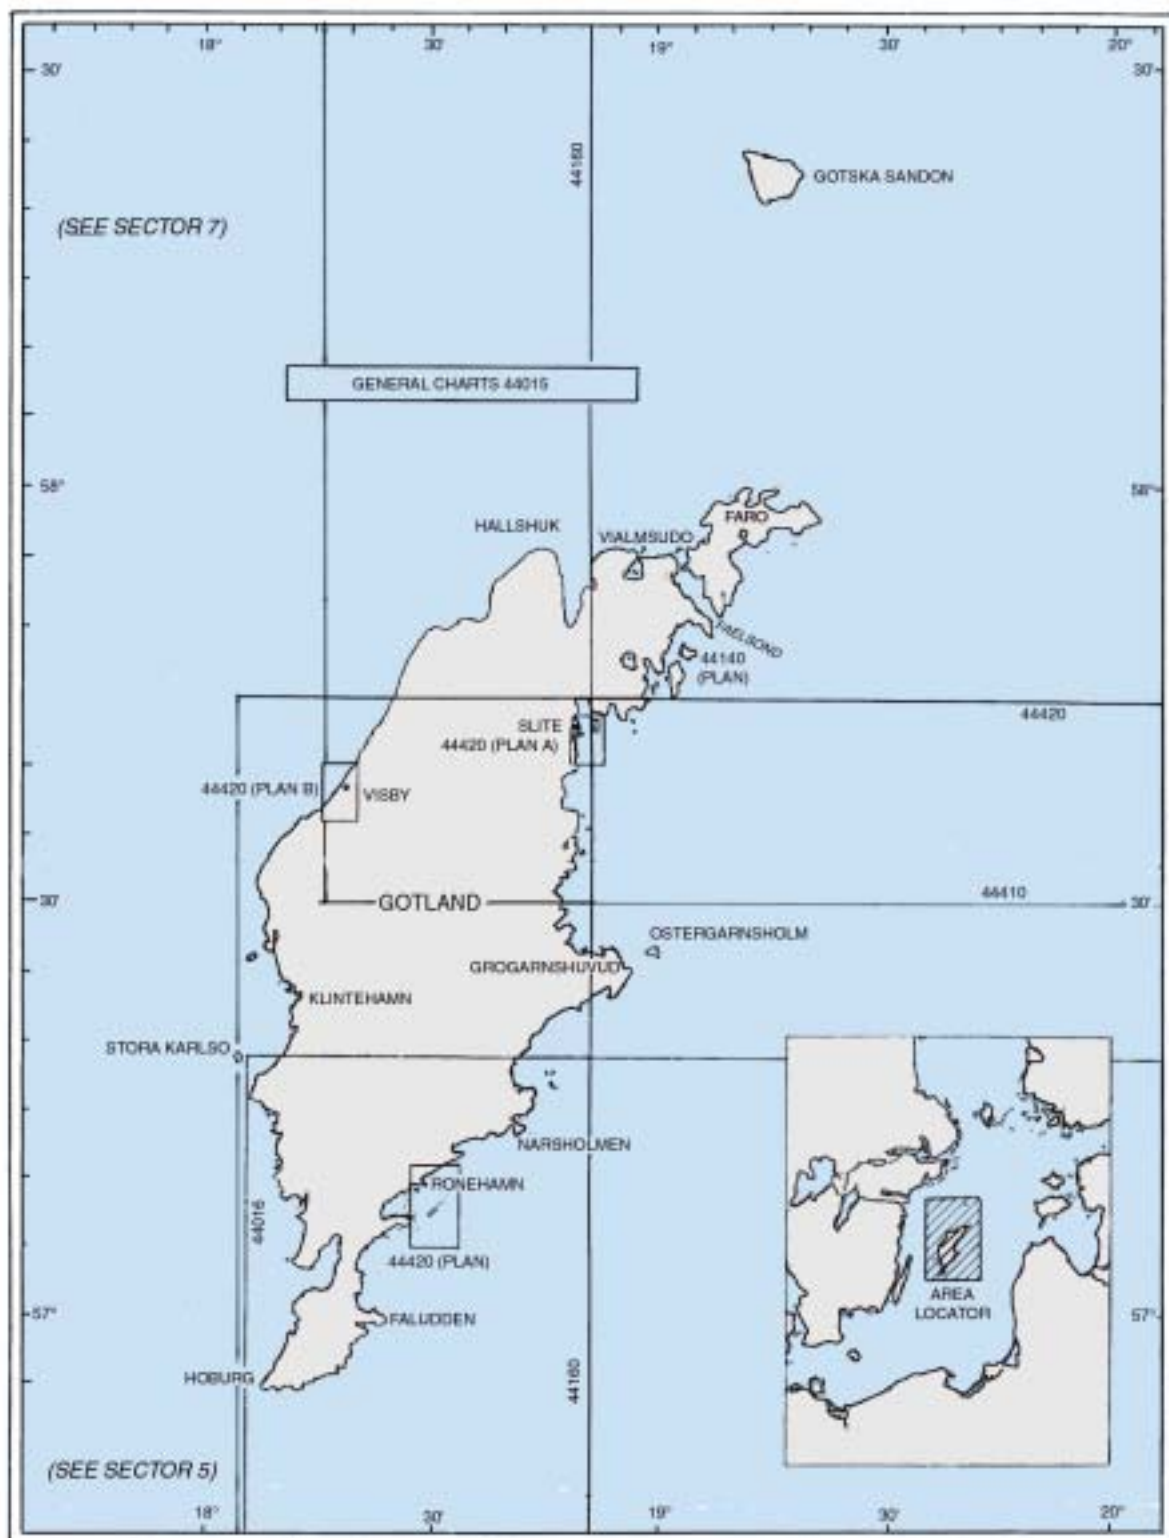 18° 30' 19° 30' 20°
30' 30'
44160
GOTSKA SANDON
(SEE SECTOR 7)
GENERAL CHARTS 44015
58° 58°
HALLSHUK
FARO
VIALMSUDO
FAELSOND
44140
(PLAN)
44420
SLITE
44420 (PLAN A)
44420 (PLAN B)
VISBY
30' GOTLAND 44410 30'
OSTERGARNSHOLM
GROGARNSHUVUD
KLINTEHAMN
STORA KARLSO
NARSHOLMEN
RONEHAMN
44016
44420 (PLAN)
AREA
LOCATOR
57° 57°
FALUDDEN
HOBURG
44160
(SEE SECTOR 5)
18° 30' 19° 30' 20°